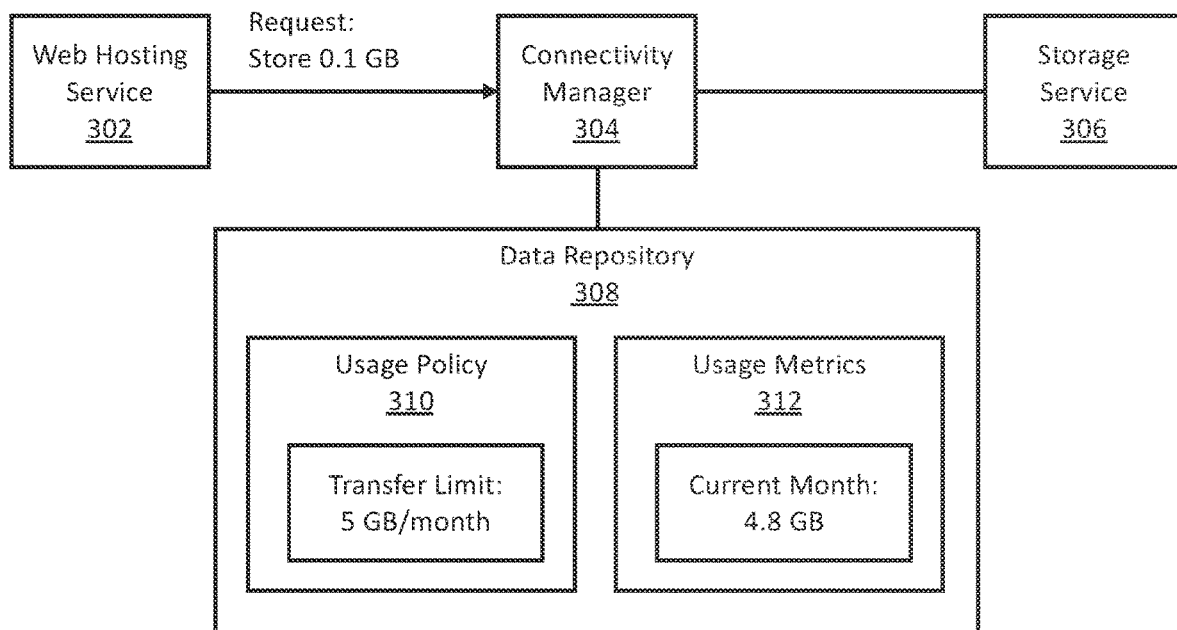 Web Hosting
Service
302
Request:
Store 0.1 GB
Connectivity
Manager
304
Storage
Service
306
Data Repository
308
Usage Policy
310
Transfer Limit:
5 GB/month
Usage Metrics
312
Current Month:
4.8 GB